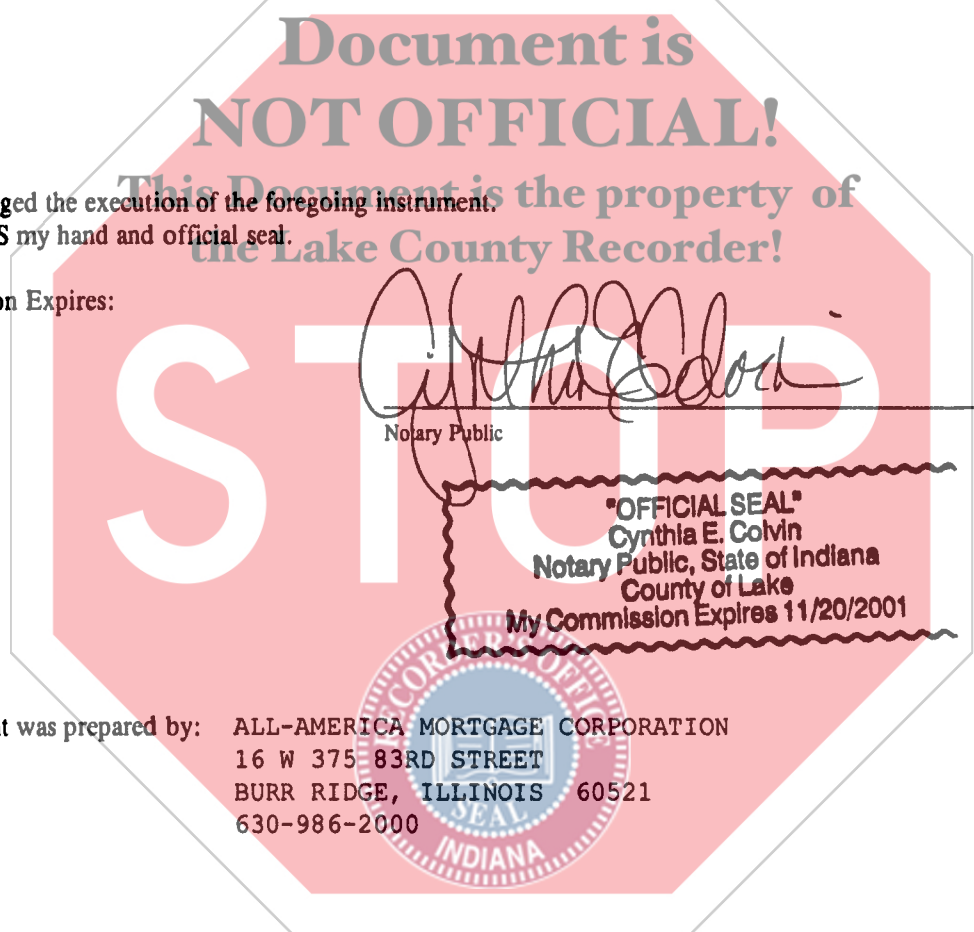 Document is
NOT OFFICIAL!
This Document is the property of
the Lake County Recorder!
ged the execution of the foregoing instrument.
S my hand and official seal.
on Expires:
STOP
Notary Public
"OFFICIAL SEAL"
Cynthia E. Colvin
Notary Public, State of Indiana
County of Lake
My Commission Expires 11/20/2001
RECORDER'S OFFICE
SEAL
INDIANA
t was prepared by: ALL-AMERICA MORTGAGE CORPORATION
16 W 375 83RD STREET
BURR RIDGE, ILLINOIS 60521
630-986-2000